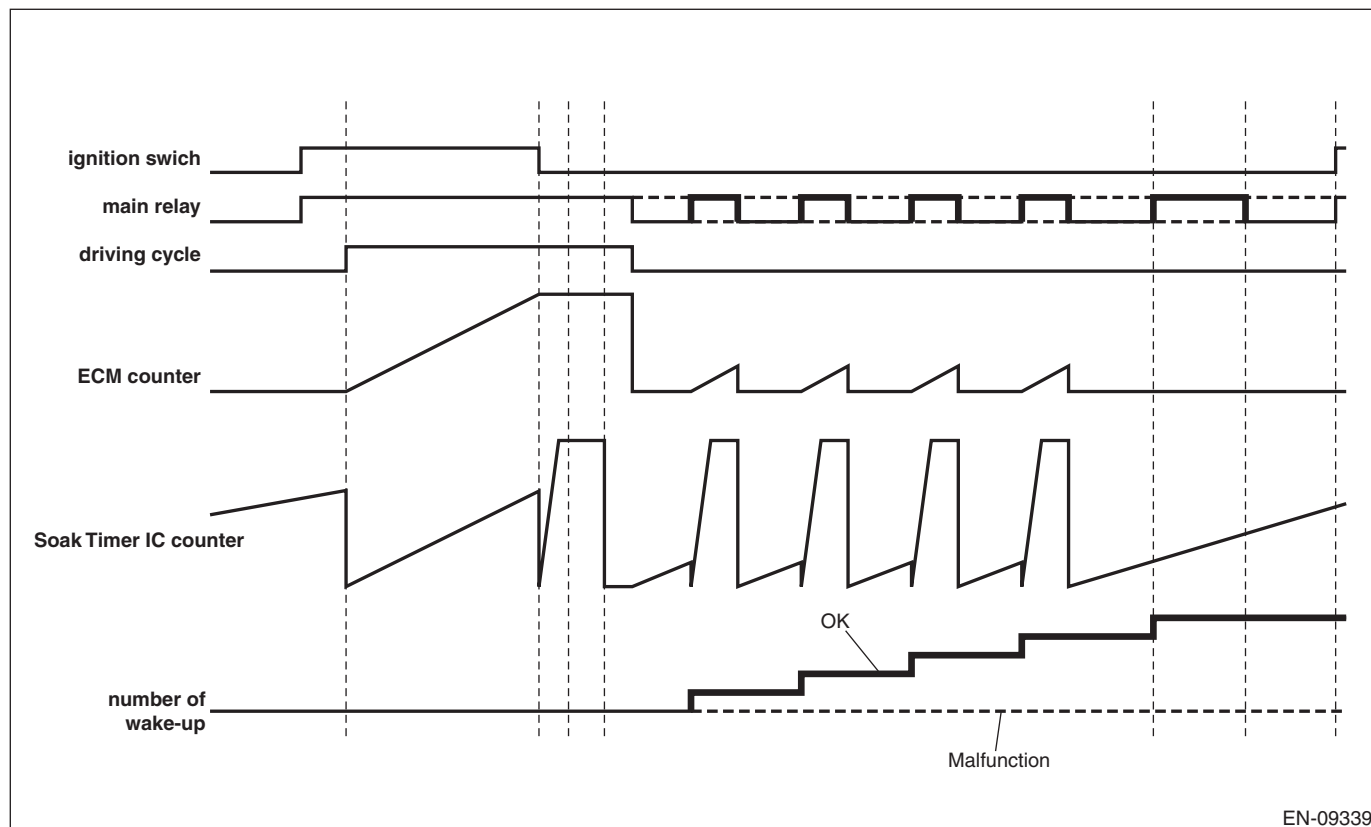 ignition swich
main relay
driving cycle
ECM counter
Soak Timer IC counter
OK
number of
wake-up
Malfunction
EN-09339